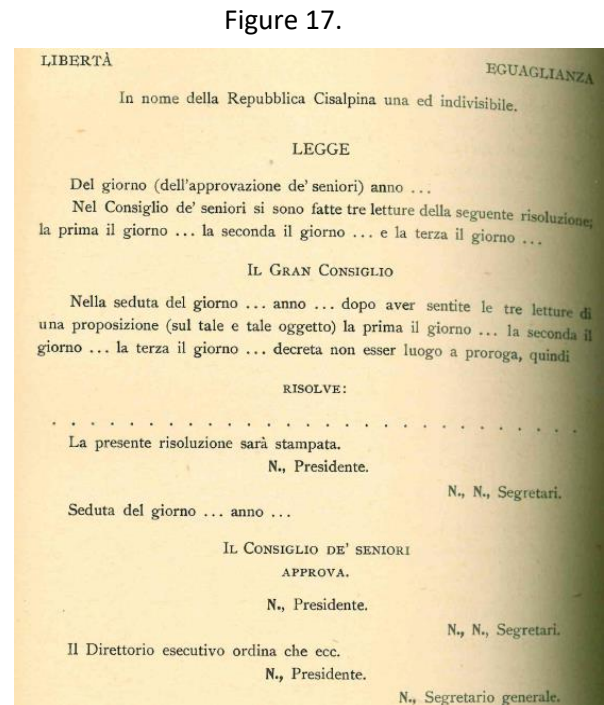 Figure 17.
LIBERTÀ
EGUAGLIANZA
In nome della Repubblica Cisalpina una ed indivisibile.
LEGGE
Del giorno (dell'approvazione de' seniori) anno ...
Nel Consiglio de' seniori si sono fatte tre letture della seguente risoluzione;
la prima il giorno ... la seconda il giorno ... e la terza il giorno ...
IL GRAN CONSIGLIO
Nella seduta del giorno ... anno ... dopo aver sentite le tre letture di
una proposizione (sul tale e tale oggetto) la prima il giorno ... la seconda il
giorno ... la terza il giorno ... decreta non esser luogo a proroga, quindi
RISOLVE:
. . . . . . . . . . . . . . . . . . . . . . . . . . . .
La presente risoluzione sarà stampata.
N., Presidente.
N., N., Segretari.
Seduta del giorno ... anno ...
IL CONSIGLIO DE' SENIORI
APPROVA.
N., Presidente.
N., N., Segretari.
Il Direttorio esecutivo ordina che ecc.
N., Presidente.
N., Segretario generale.